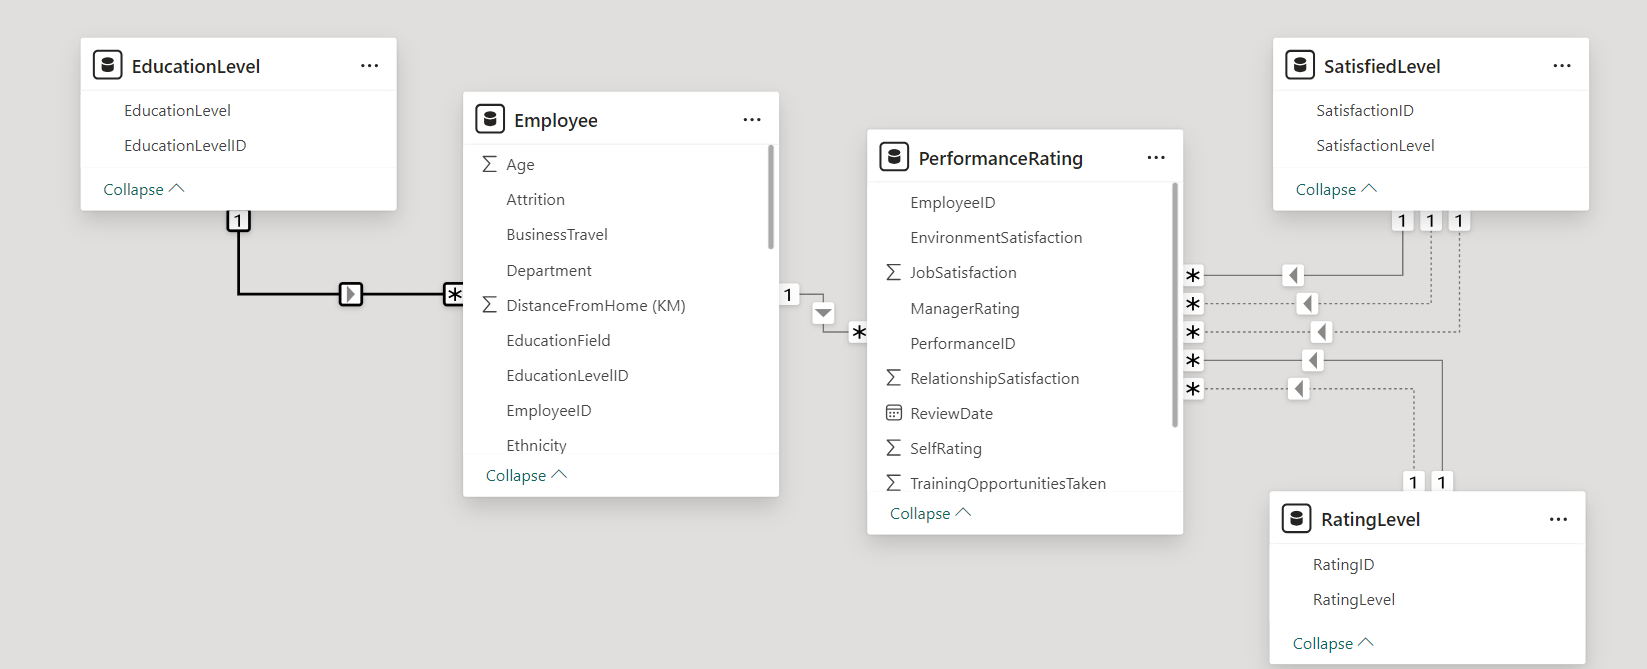 EducationLevel
EducationLevel
EducationLevelID
Collapse
1
*
Employee
Age
Attrition
BusinessTravel
Department
DistanceFromHome (KM)
EducationField
EducationLevelID
EmployeeID
Ethnicity
Collapse
1
*
PerformanceRating
EmployeeID
EnvironmentSatisfaction
JobSatisfaction
ManagerRating
PerformanceID
RelationshipSatisfaction
ReviewDate
SelfRating
TrainingOpportunitiesTaken
Collapse
*
*
*
*
*
SatisfiedLevel
SatisfactionID
SatisfactionLevel
Collapse
1 1 1
1 1
RatingLevel
RatingID
RatingLevel
Collapse